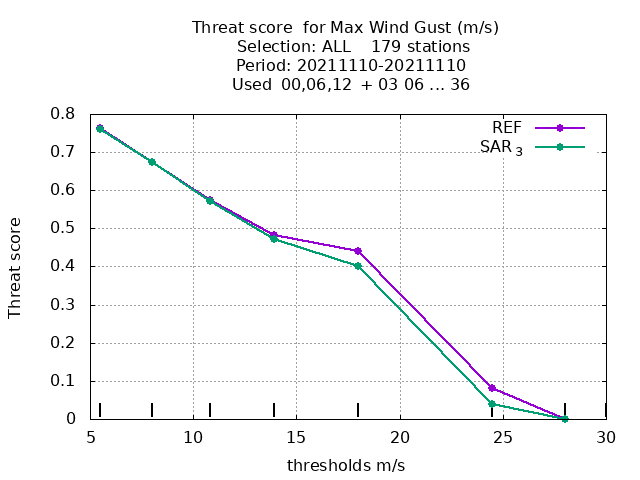 Threat score  for Max Wind Gust (m/s)
Selection: ALL    179 stations
Period: 20211110-20211110
Used  00,06,12  + 03 06 ... 36
REF
SAR 3
0.8
0.7
0.6
0.5
0.4
0.3
0.2
0.1
0
Threat score
5 10 15 20 25 30
thresholds m/s